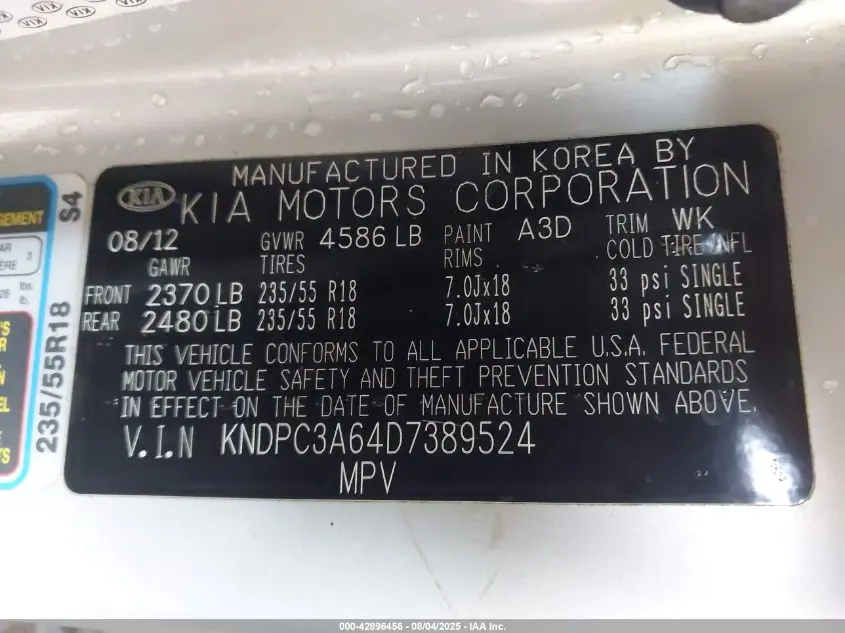 MANUFACTURED IN KOREA BY
KIA KIA MOTORS CORPORATION
08/12 GVWR 4586 LB PAINT A3D TRIM WK
GAWR TIRES RIMS COLD TIRE INFL
FRONT 2370 LB 235/55 R18 7.0Jx18 33 psi SINGLE
REAR 2480 LB 235/55 R18 7.0Jx18 33 psi SINGLE
THIS VEHICLE CONFORMS TO ALL APPLICABLE U.S.A. FEDERAL
MOTOR VEHICLE SAFETY AND THEFT PREVENTION STANDARDS
IN EFFECT ON THE DATE OF MANUFACTURE SHOWN ABOVE.
V.I.N KNDPC3A64D7389524
MPV
235/55R18 S4
000-42896456 - 08/04/2025 - IAA Inc.